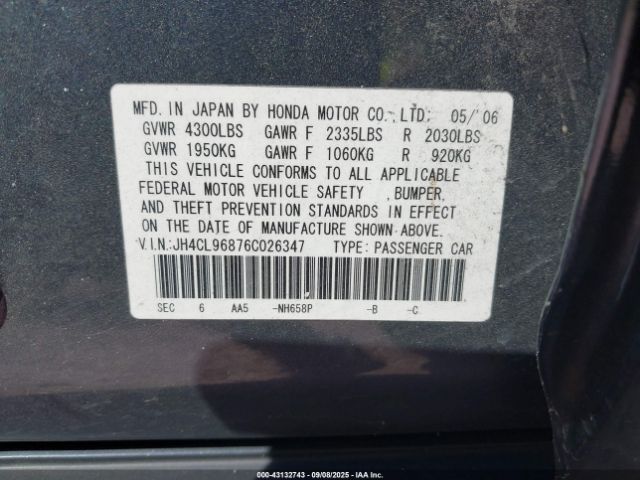 MFD. IN JAPAN BY HONDA MOTOR CO., LTD. 05/'06
GVWR 4300LBS GAWR F 2335LBS R 2030LBS
GVWR 1950KG GAWR F 1060KG R 920KG
THIS VEHICLE CONFORMS TO ALL APPLICABLE
FEDERAL MOTOR VEHICLE SAFETY , BUMPER,
AND THEFT PREVENTION STANDARDS IN EFFECT
ON THE DATE OF MANUFACTURE SHOWN ABOVE.
V.I.N.:JH4CL96876C026347 TYPE: PASSENGER CAR
SEC 6 AA5 -NH658P -B -C
000-43132743 - 09/08/2025 - IAA Inc.